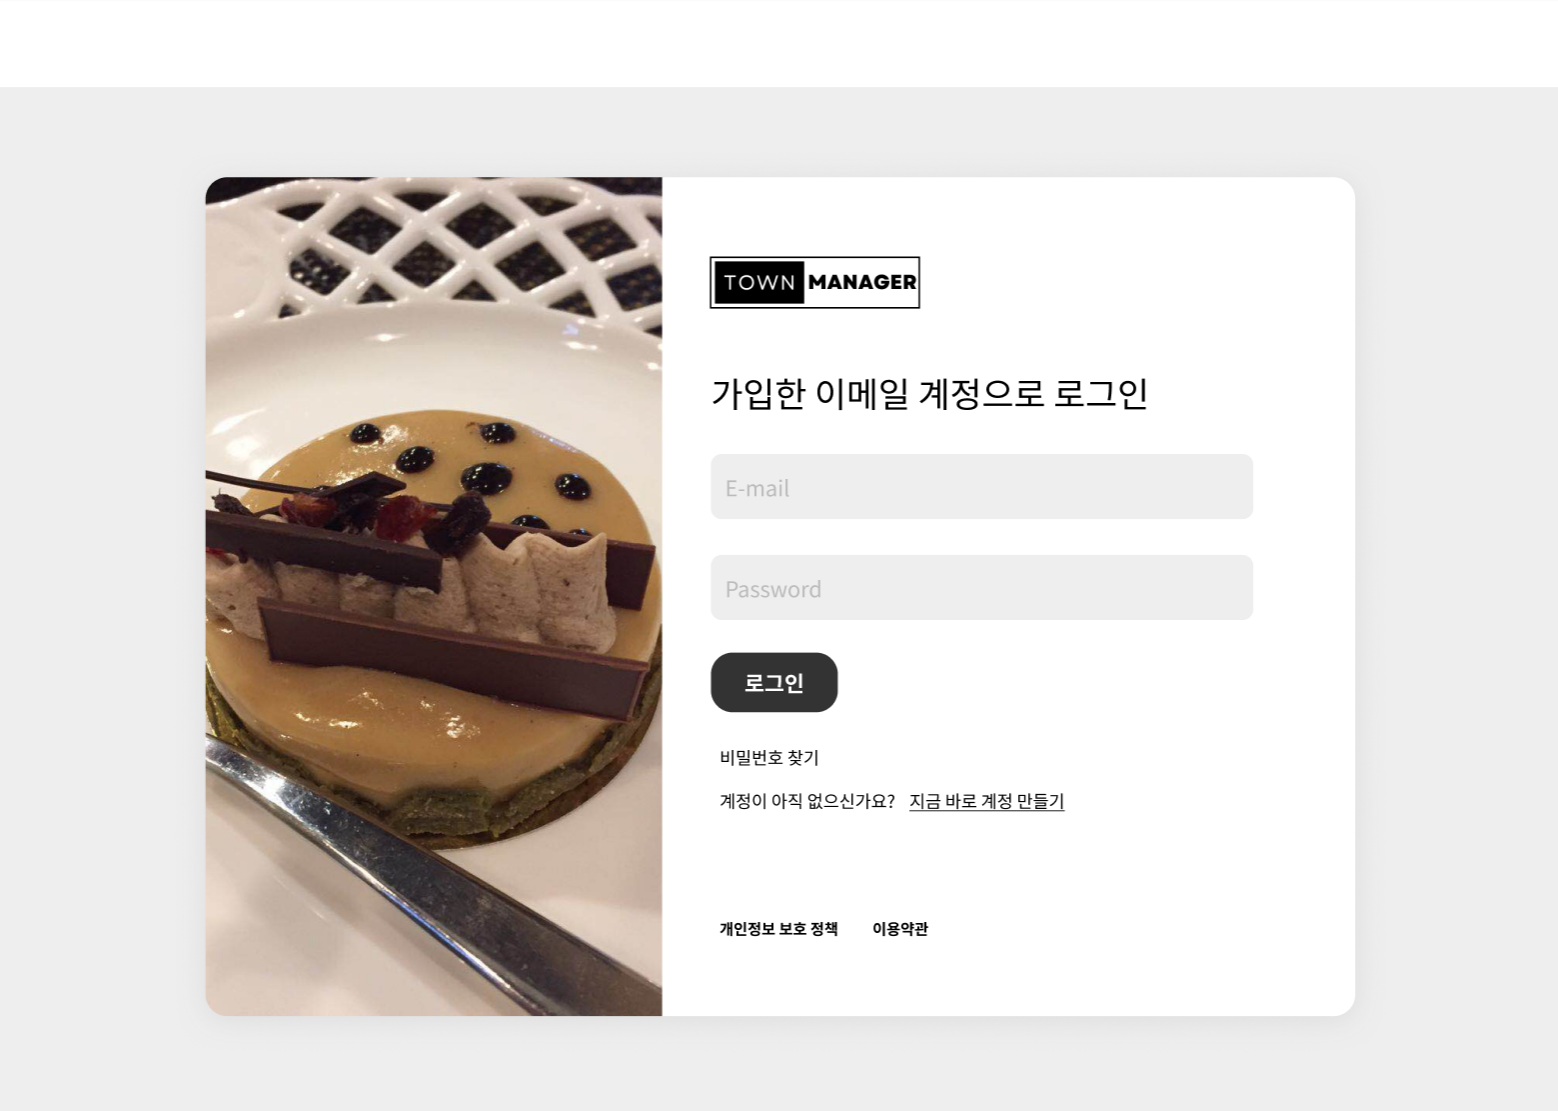 TOWN MANAGER
가입한 이메일 계정으로 로그인
E-mail
Password
로그인
비밀번호 찾기
계정이 아직 없으신가요? 지금 바로 계정 만들기
개인정보 보호 정책 이용약관